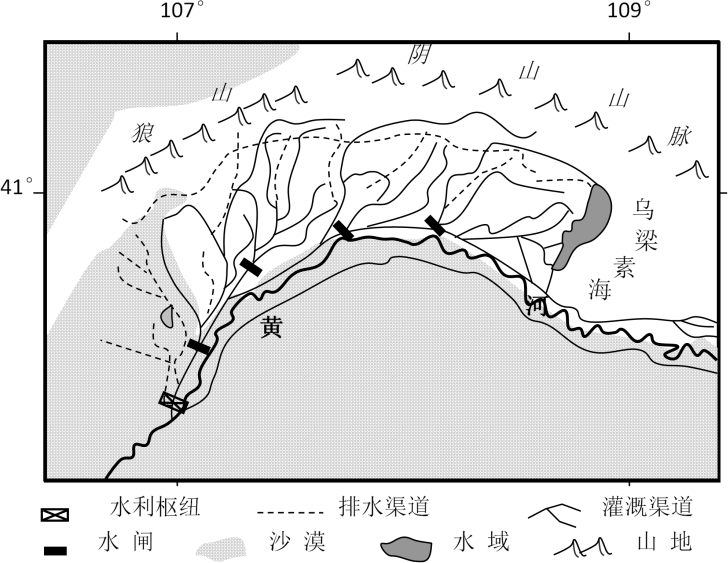 107° 109°
阴
山
山
山
狼
脉
41°
乌
梁
素
海
黄
河
水利枢纽 排水渠道 灌溉渠道
水闸 沙漠 水域 山地